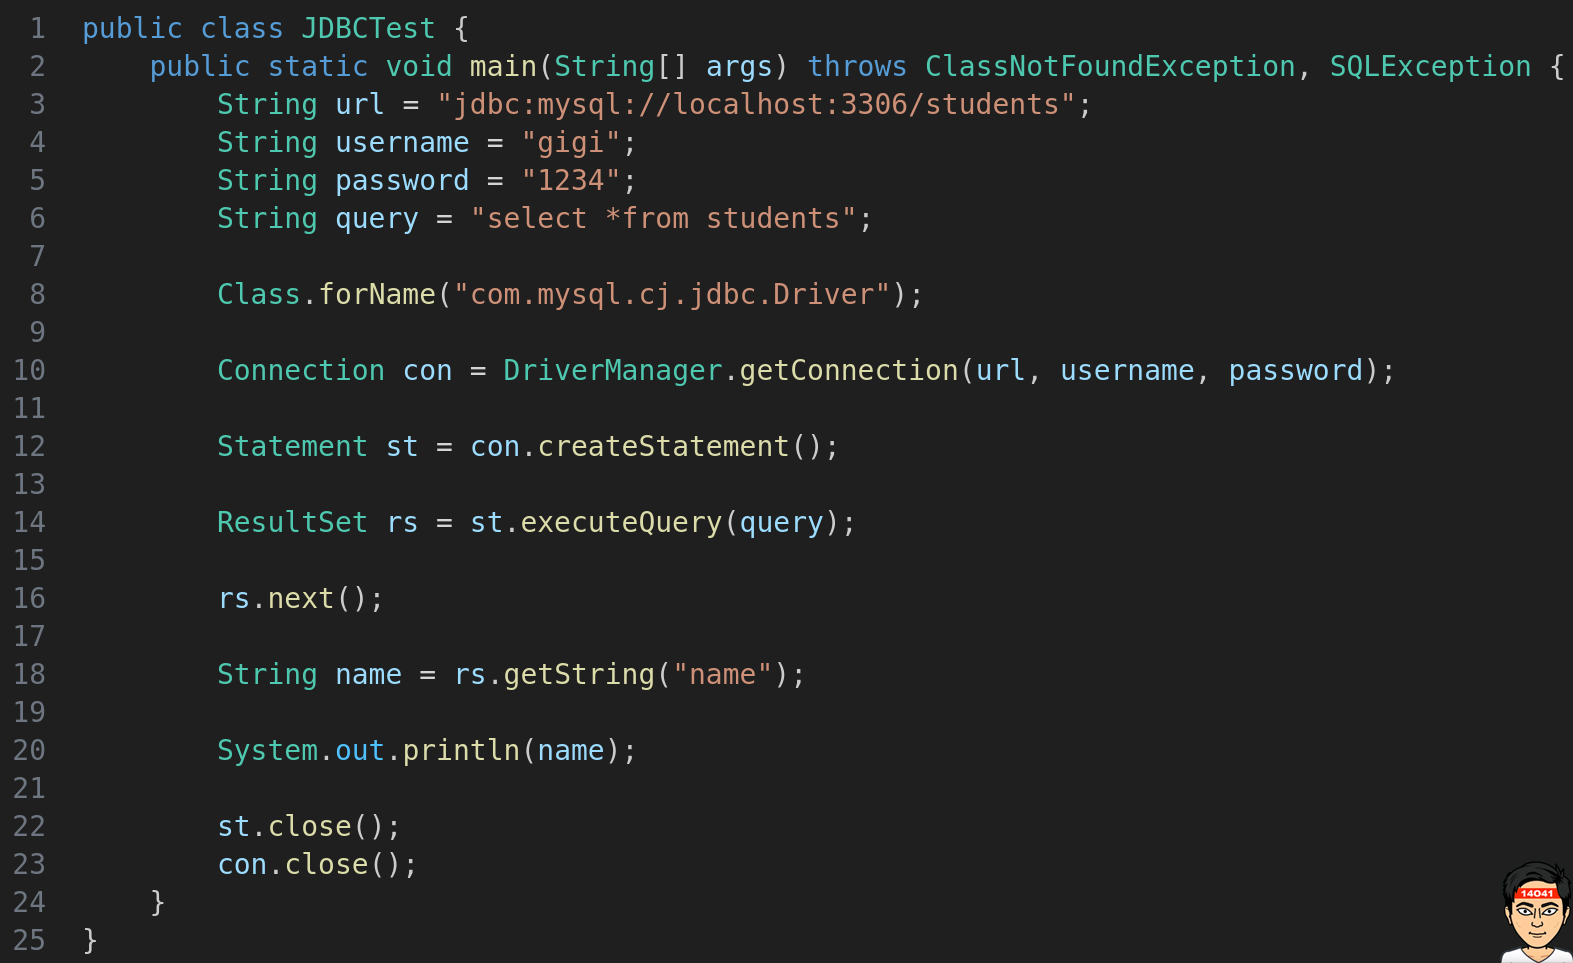 1 public class JDBCTest {
2 public static void main(String[] args) throws ClassNotFoundException, SQLException {
3 String url = "jdbc:mysql://localhost:3306/students";
4 String username = "gigi";
5 String password = "1234";
6 String query = "select *from students";
7
8 Class.forName("com.mysql.cj.jdbc.Driver");
9
10 Connection con = DriverManager.getConnection(url, username, password);
11
12 Statement st = con.createStatement();
13
14 ResultSet rs = st.executeQuery(query);
15
16 rs.next();
17
18 String name = rs.getString("name");
19
20 System.out.println(name);
21
22 st.close();
23 con.close();
24 }
25 }
14041